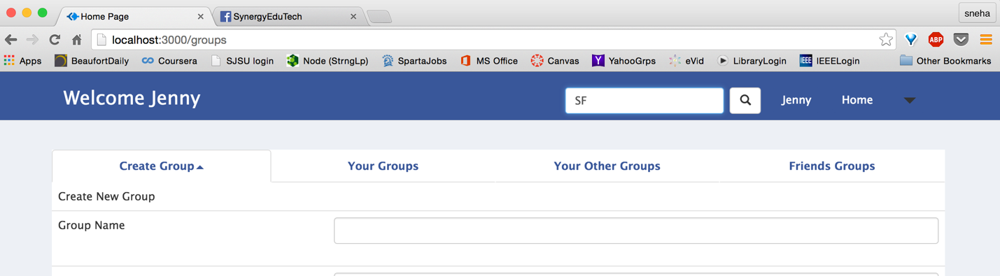 Home Page
SynergyEduTech
sneha
localhost:3000/groups
ABP
Apps BeaufortDaily Coursera SJSU login Node (StrngLp) SpartaJobs MS Office Canvas Y YahooGrps eVid LibraryLogin IEEE IEEELogin Other Bookmarks
Welcome Jenny
SF
Jenny
Home
Create Group
Your Groups
Your Other Groups
Friends Groups
Create New Group
Group Name